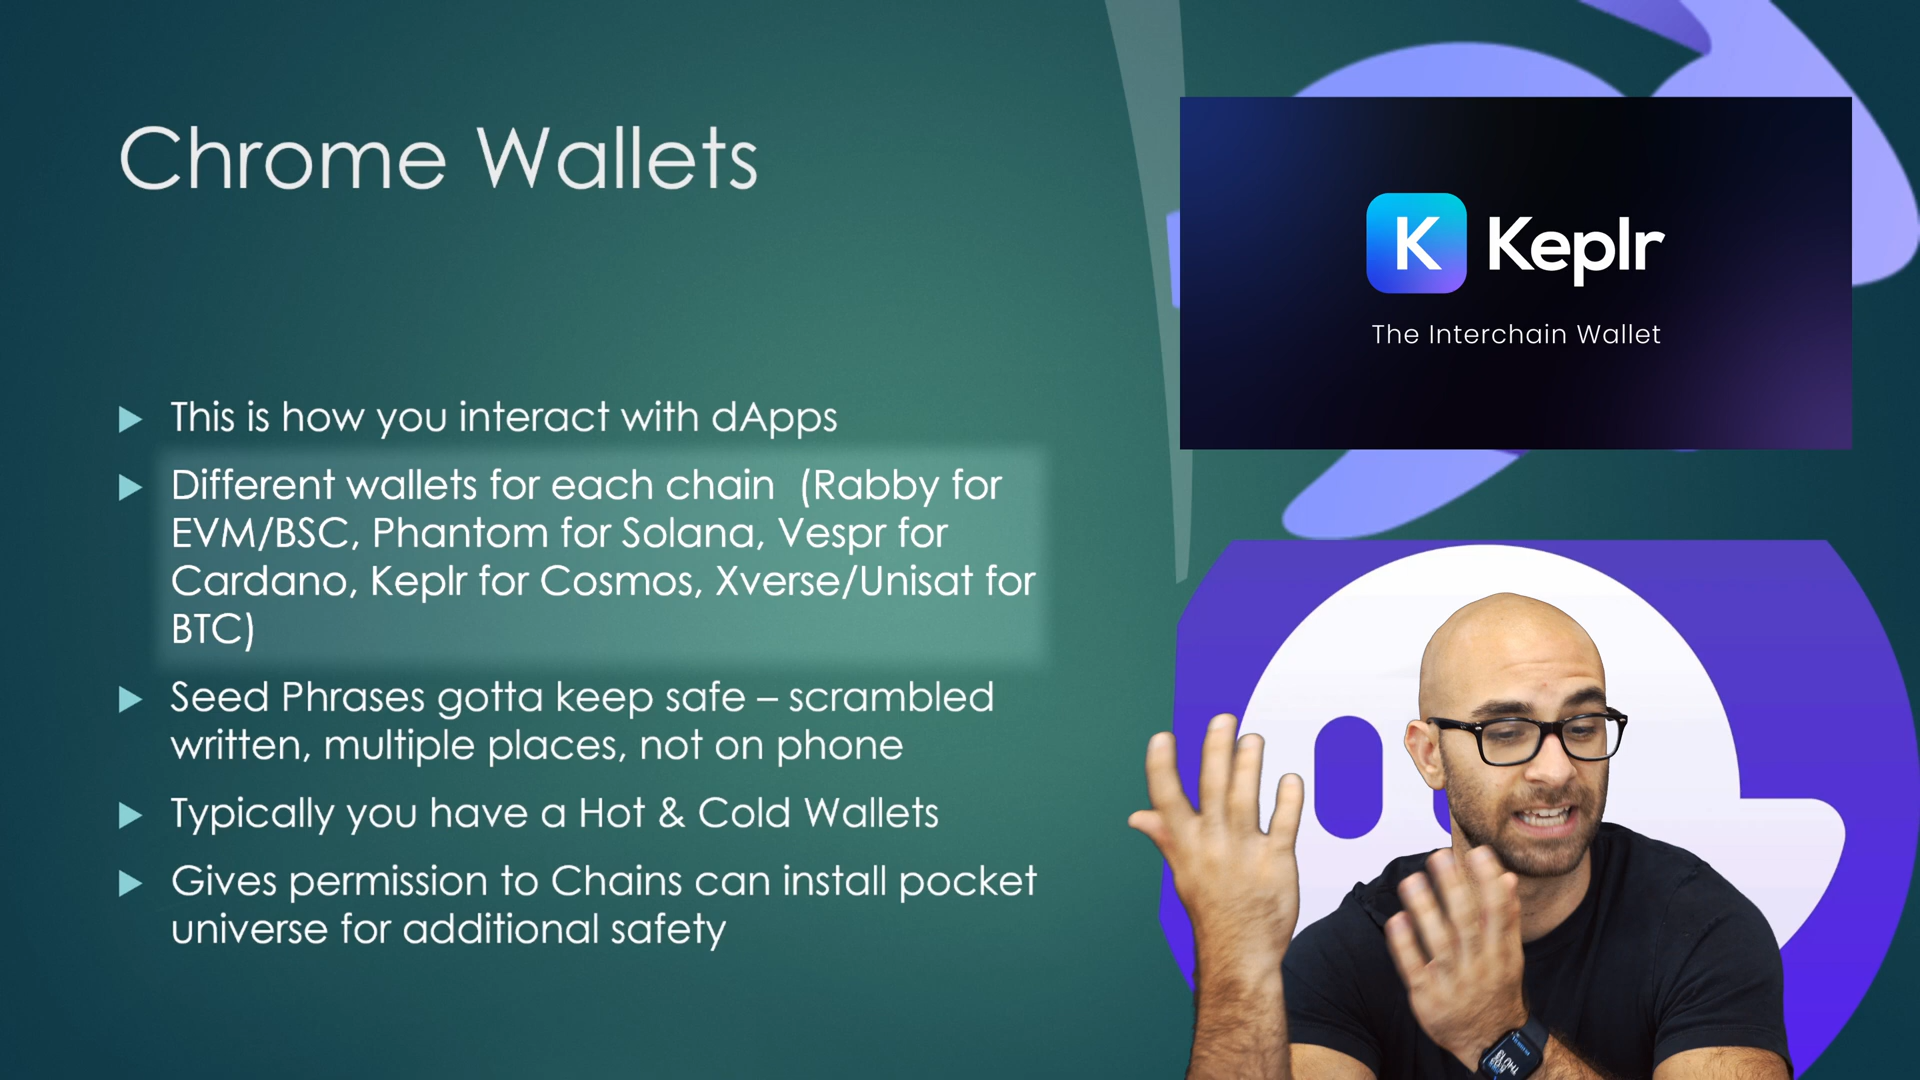 Chrome Wallets
K Keplr
The Interchain Wallet
This is how you interact with dApps
Different wallets for each chain  (Rabby for
EVM/BSC, Phantom for Solana, Vespr for
Cardano, Keplr for Cosmos, Xverse/Unisat for
BTC)
Seed Phrases gotta keep safe – scrambled
written, multiple places, not on phone
Typically you have a Hot & Cold Wallets
Gives permission to Chains can install pocket
universe for additional safety